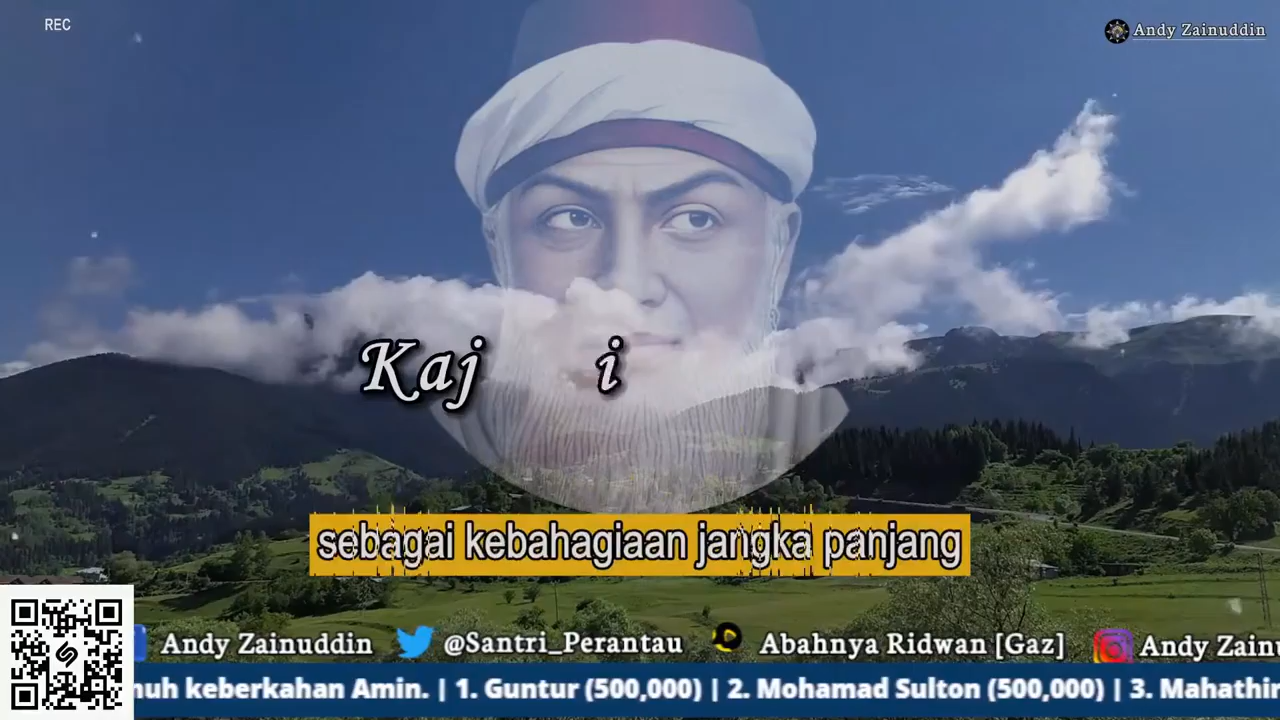 REC
Andy Zainuddin
Kaj i
sebagai kebahagiaan jangka panjang
Andy Zainuddin @Santri_Perantau Abahnya Ridwan [Gaz] Andy Zainu
nuh keberkahan Amin. | 1. Guntur (500,000) | 2. Mohamad Sulton (500,000) | 3. Mahathir